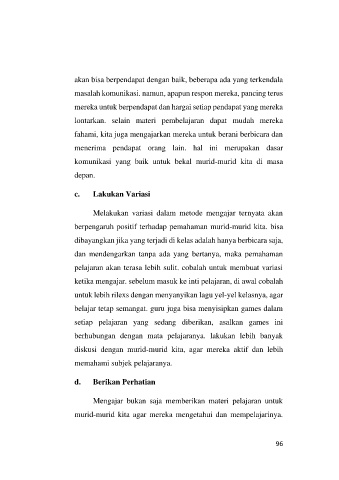 akan bisa berpendapat dengan baik, beberapa ada yang terkendala
masalah komunikasi. namun, apapun respon mereka, pancing terus
mereka untuk berpendapat dan hargai setiap pendapat yang mereka
lontarkan. selain materi pembelajaran dapat mudah mereka
fahami, kita juga mengajarkan mereka untuk berani berbicara dan
menerima pendapat orang lain. hal ini merupakan dasar
komunikasi yang baik untuk bekal murid-murid kita di masa
depan.
c. Lakukan Variasi
Melakukan variasi dalam metode mengajar ternyata akan
berpengaruh positif terhadap pemahaman murid-murid kita. bisa
dibayangkan jika yang terjadi di kelas adalah hanya berbicara saja,
dan mendengarkan tanpa ada yang bertanya, maka pemahaman
pelajaran akan terasa lebih sulit. cobalah untuk membuat variasi
ketika mengajar. sebelum masuk ke inti pelajaran, di awal cobalah
untuk lebih rilexs dengan menyanyikan lagu yel-yel kelasnya, agar
belajar tetap semangat. guru juga bisa menyisipkan games dalam
setiap pelajaran yang sedang diberikan, asalkan games ini
berhubungan dengan mata pelajaranya. lakukan lebih banyak
diskusi dengan murid-murid kita, agar mereka aktif dan lebih
memahami subjek pelajaranya.
d. Berikan Perhatian
Mengajar bukan saja memberikan materi pelajaran untuk
murid-murid kita agar mereka mengetahui dan mempelajarinya.
96